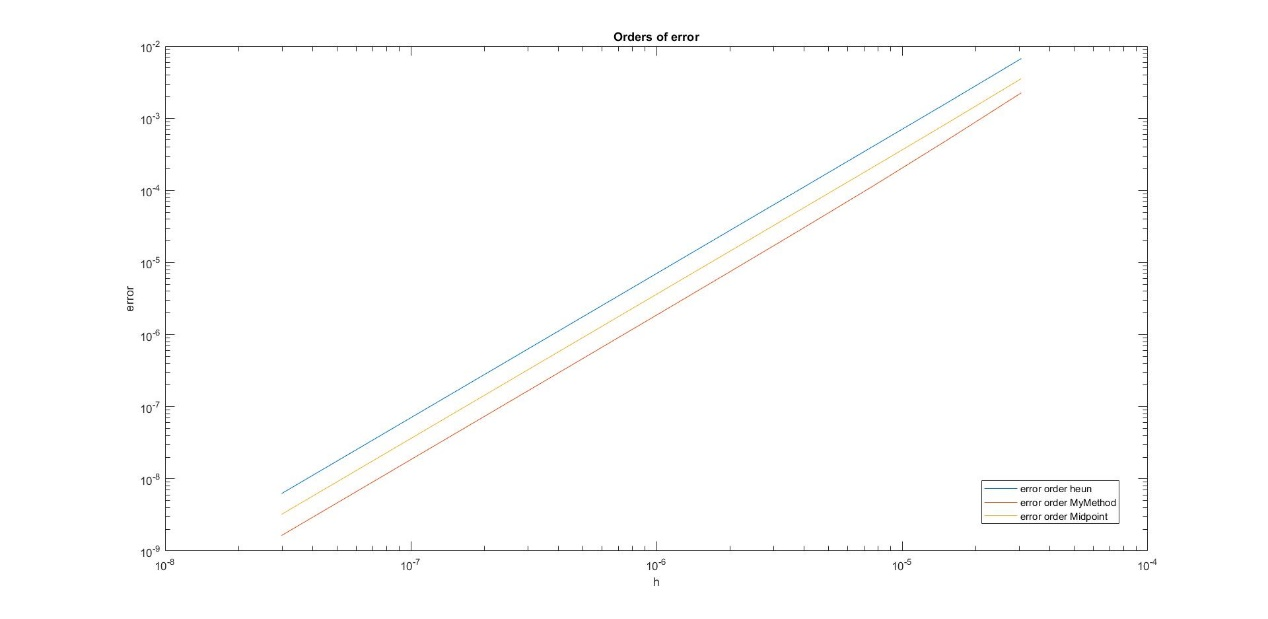 Orders of error
10^-2
10^-3
10^-4
10^-5
10^-6
10^-7
10^-8
10^-9
error
10^-8 10^-7 10^-6 10^-5 10^-4
h
error order heun
error order MyMethod
error order Midpoint